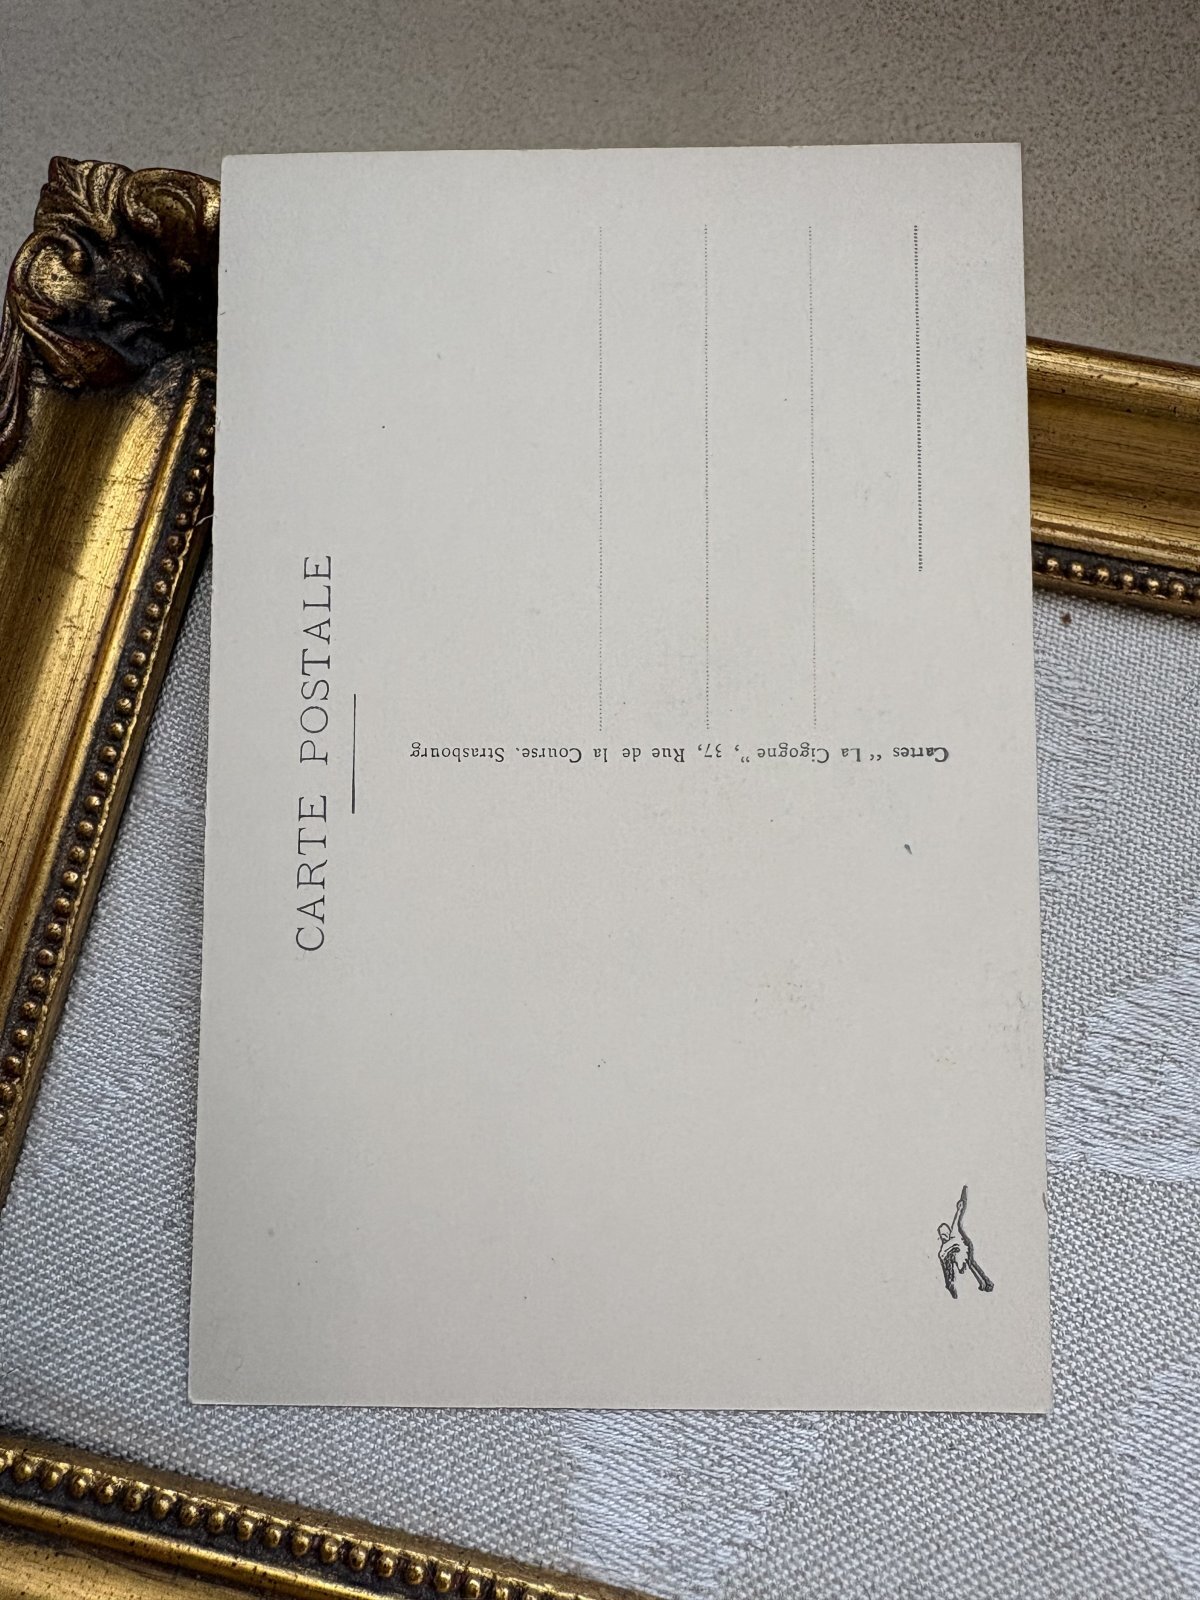 CARTE POSTALE
Cartes “ La Cigogne ”, 37, Rue de la Course. Strasbourg